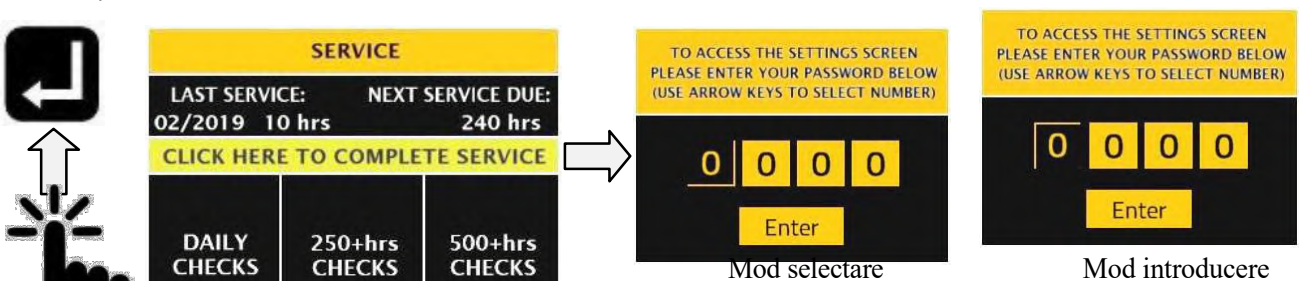 SERVICE
LAST SERVICE: NEXT SERVICE DUE:
02/2019 10 hrs 240 hrs
CLICK HERE TO COMPLETE SERVICE
DAILY
CHECKS
250+hrs
CHECKS
500+hrs
CHECKS
TO ACCESS THE SETTINGS SCREEN
PLEASE ENTER YOUR PASSWORD BELOW
(USE ARROW KEYS TO SELECT NUMBER)
0 0 0 0
Enter
Mod selectare
TO ACCESS THE SETTINGS SCREEN
PLEASE ENTER YOUR PASSWORD BELOW
(USE ARROW KEYS TO SELECT NUMBER)
0 0 0 0
Enter
Mod introducere